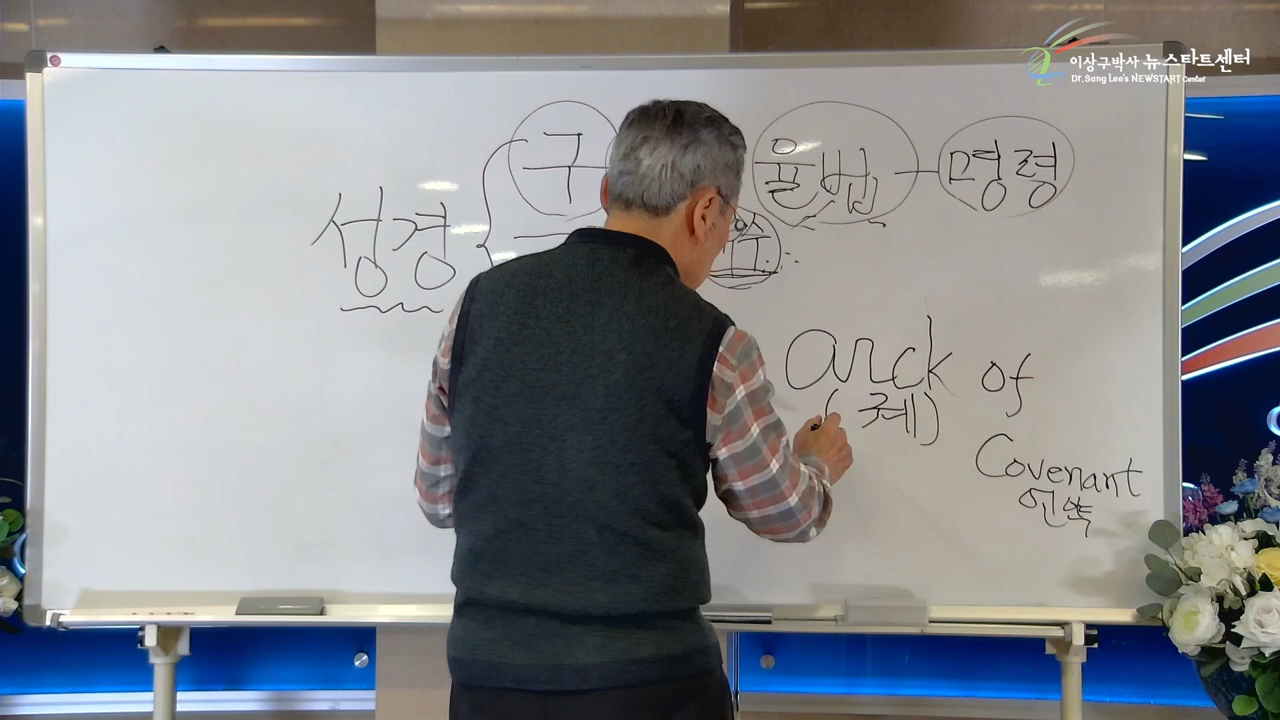 이상구박사 뉴스타트센터
Dr. Sang Lee's NEWSTART Center
구 율법 - 명령
성경
arck of
(궤)
Covenant
언약